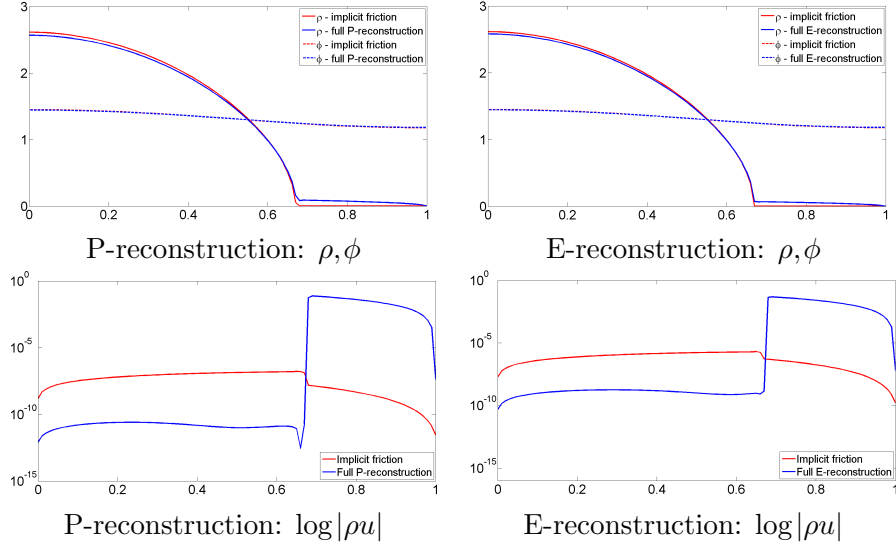 3
2
1
0
0
0.2
0.4
0.6
0.8
1
ρ - implicit friction
ρ - full P-reconstruction
ϕ - implicit friction
ϕ - full P-reconstruction
P-reconstruction: ρ,ϕ
3
2
1
0
0
0.2
0.4
0.6
0.8
1
ρ - implicit friction
ρ - full E-reconstruction
ϕ - implicit friction
ϕ - full E-reconstruction
E-reconstruction: ρ,ϕ
10^0
10^-5
10^-10
10^-15
0
0.2
0.4
0.6
0.8
1
Implicit friction
Full P-reconstruction
P-reconstruction: log|ρu|
10^0
10^-5
10^-10
10^-15
0
0.2
0.4
0.6
0.8
1
Implicit friction
Full E-reconstruction
E-reconstruction: log|ρu|